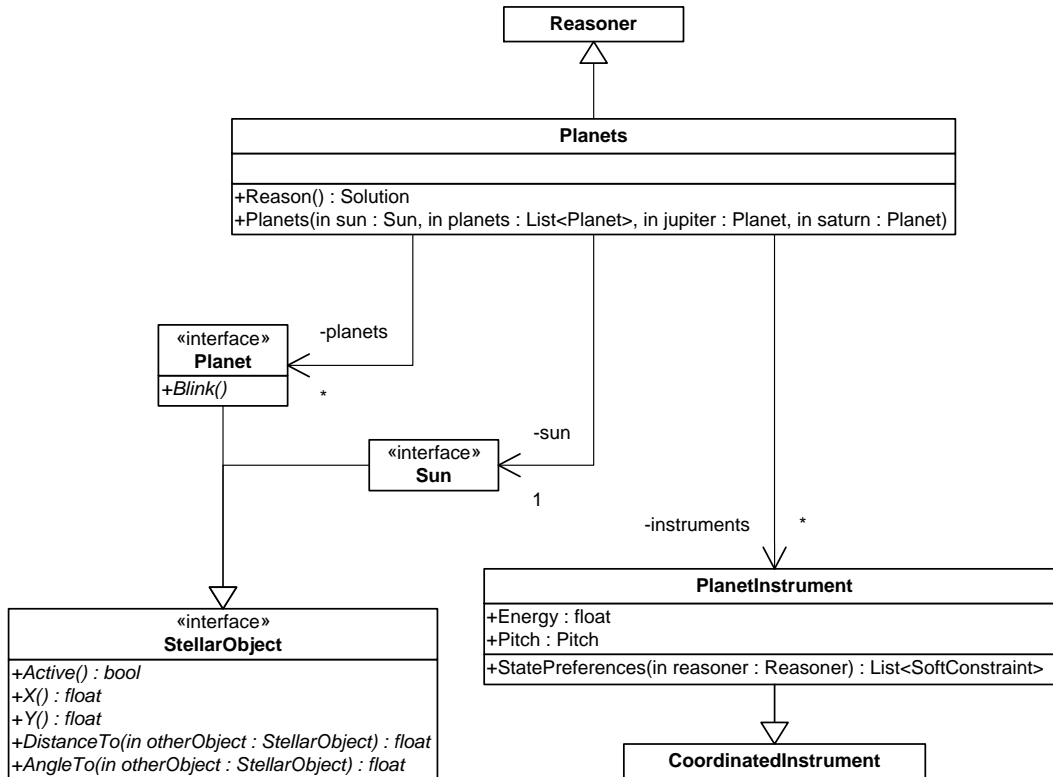 Reasoner
Planets
+Reason() : Solution
+Planets(in sun : Sun, in planets : List<Planet>, in jupiter : Planet, in saturn : Planet)
«interface»
Planet
+Blink()
-planets
*
«interface»
Sun
-sun
1
-instruments
*
«interface»
StellarObject
+Active() : bool
+X() : float
+Y() : float
+DistanceTo(in otherObject : StellarObject) : float
+AngleTo(in otherObject : StellarObject) : float
PlanetInstrument
+Energy : float
+Pitch : Pitch
+StatePreferences(in reasoner : Reasoner) : List<SoftConstraint>
CoordinatedInstrument